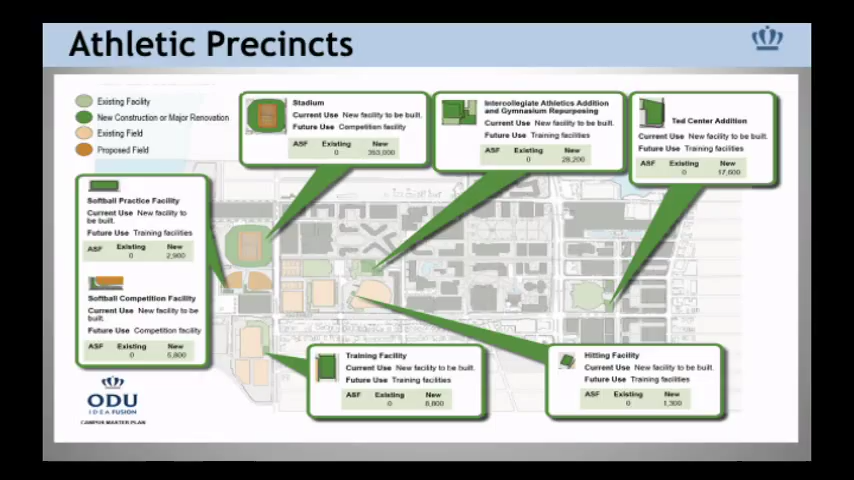 Athletic Precincts
Existing Facility
New Construction or Major Renovation
Existing Field
Proposed Field
Stadium
Current Use New facility to be built.
Future Use Competition facility
ASF Existing New
0 350,000
Intercollegiate Athletics Addition
and Gymnasium Repurposing
Current Use New facility to be built.
Future Use Training facilities
ASF Existing New
0 28,200
Ted Center Addition
Current Use New facility to be built.
Future Use Training facilities
ASF Existing New
0 17,600
Softball Practice Facility
Current Use New facility to
be built.
Future Use Training facilities
ASF Existing New
0 2,900
Softball Competition Facility
Current Use New facility to be
built.
Future Use Competition facility
ASF Existing New
0 5,800
Training Facility
Current Use New facility to be built.
Future Use Training facilities
ASF Existing New
0 8,800
Hitting Facility
Current Use New facility to be built.
Future Use Training facilities
ASF Existing New
0 1,300
ODU
IDEA FUSION
CAMPUS MASTER PLAN